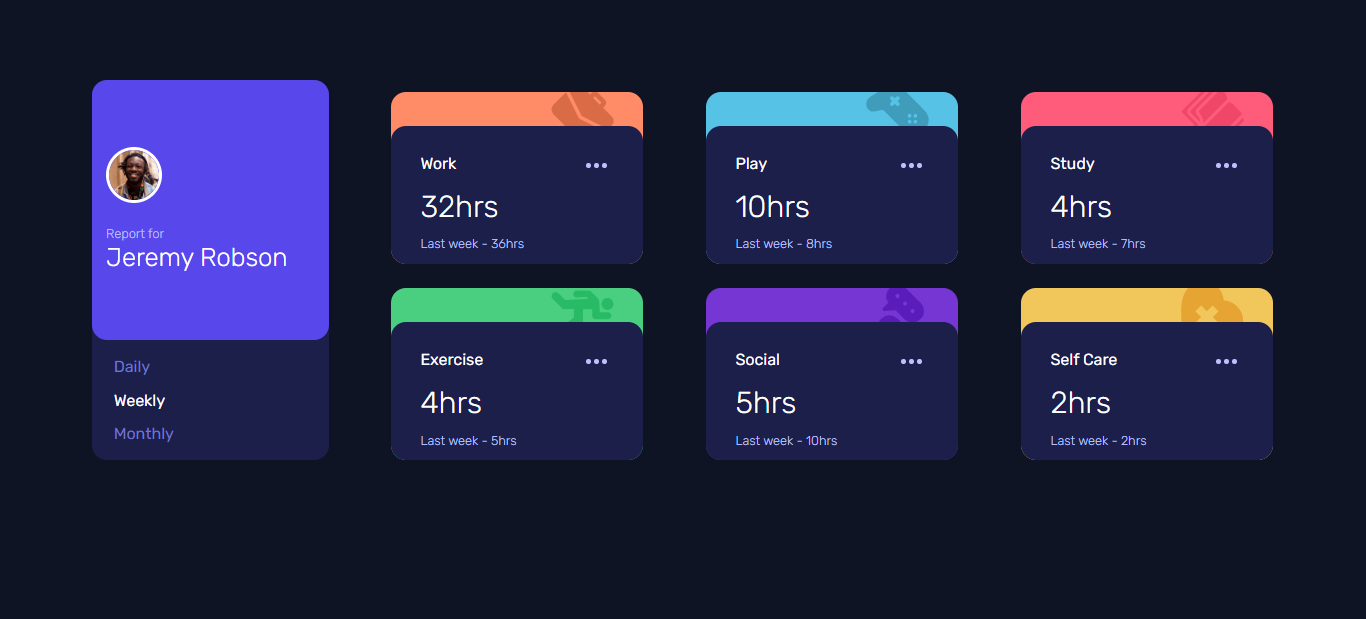 Report for
Jeremy Robson
Daily
Weekly
Monthly
Work
32hrs
Last week - 36hrs
Play
10hrs
Last week - 8hrs
Study
4hrs
Last week - 7hrs
Exercise
4hrs
Last week - 5hrs
Social
5hrs
Last week - 10hrs
Self Care
2hrs
Last week - 2hrs